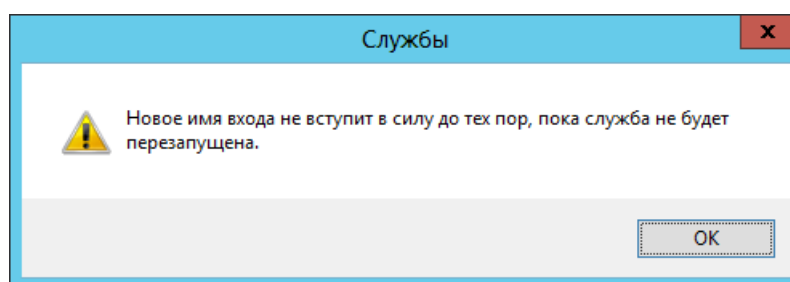 Службы
Новое имя входа не вступит в силу до тех пор, пока служба не будет
перезапущена.
OK